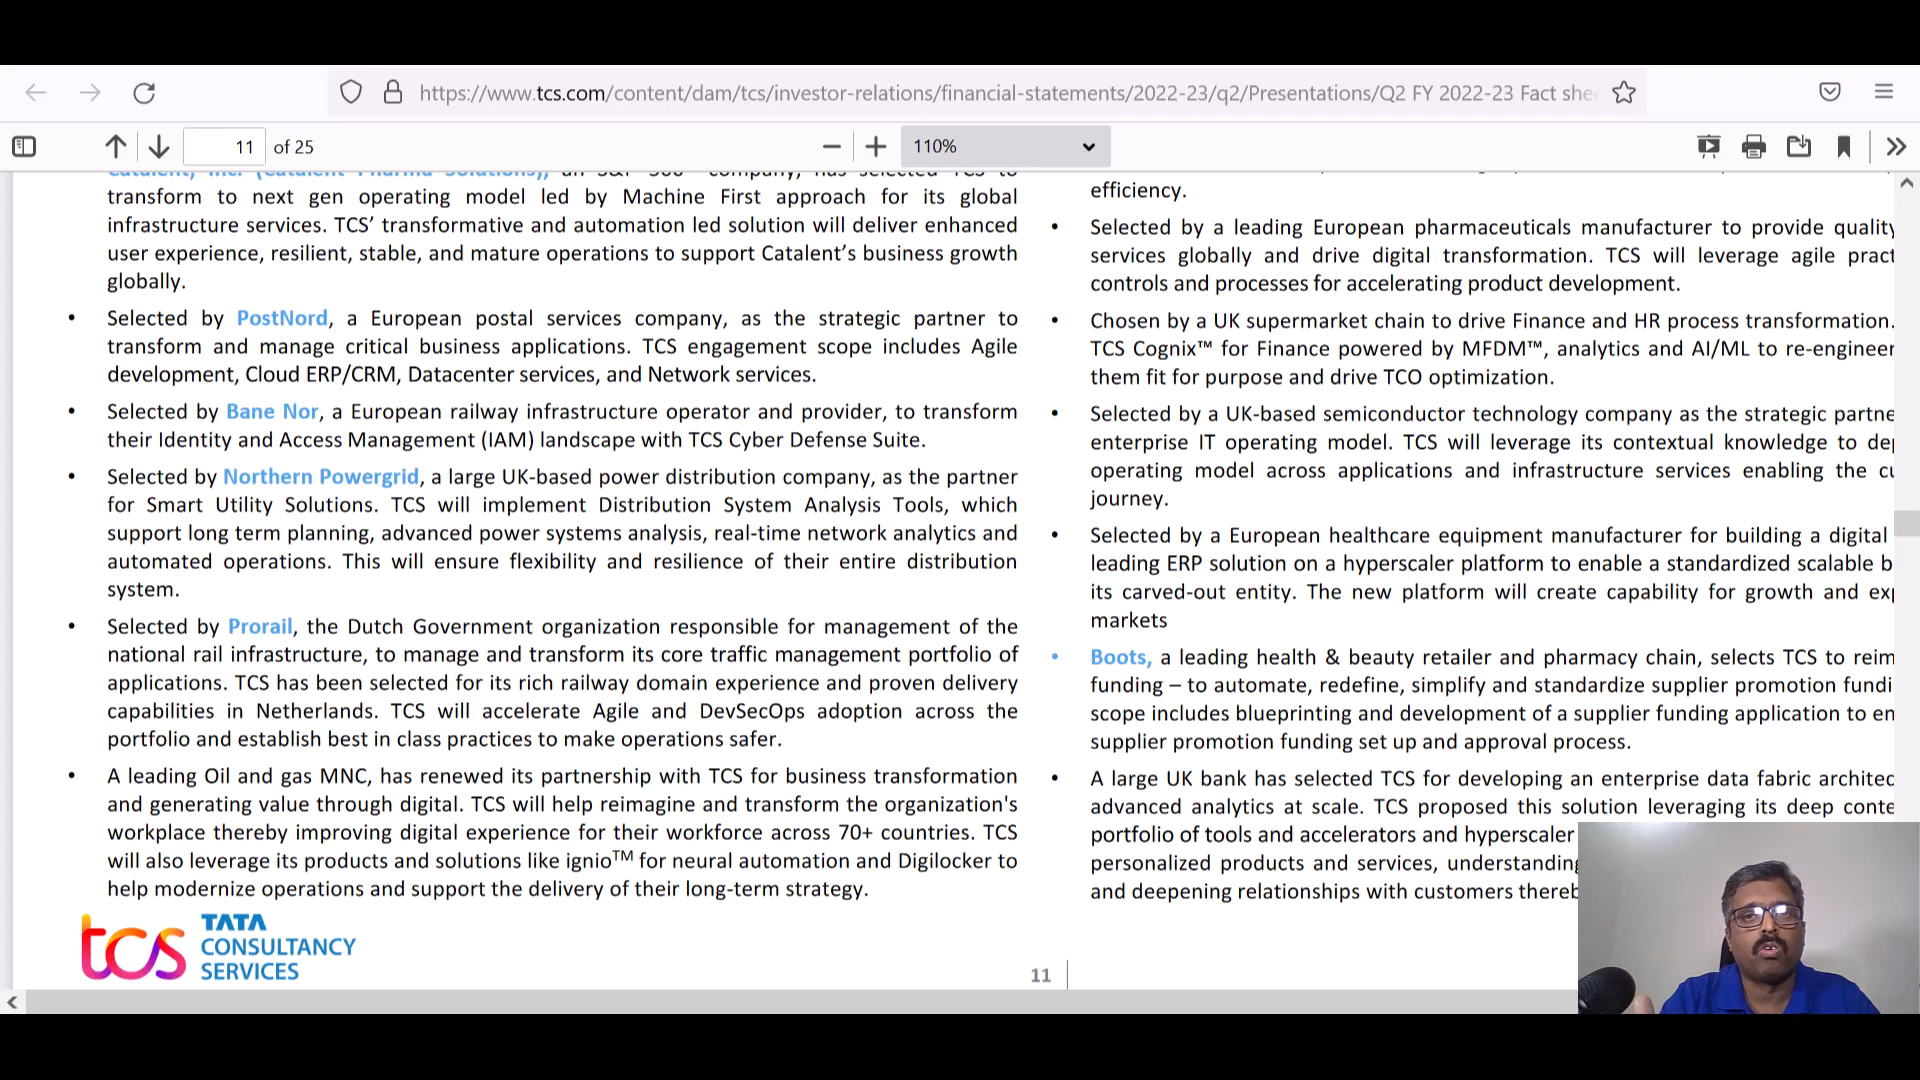 https://www.tcs.com/content/dam/tcs/investor-relations/financial-statements/2022-23/q2/Presentations/Q2 FY 2022-23 Fact shee
11 of 25
110%
Catalent, Inc. (Catalent Pharma Solutions), an S&P 500® company, has selected TCS to
transform to next gen operating model led by Machine First approach for its global
infrastructure services. TCS’ transformative and automation led solution will deliver enhanced
user experience, resilient, stable, and mature operations to support Catalent’s business growth
globally.
• Selected by PostNord, a European postal services company, as the strategic partner to
transform and manage critical business applications. TCS engagement scope includes Agile
development, Cloud ERP/CRM, Datacenter services, and Network services.
• Selected by Bane Nor, a European railway infrastructure operator and provider, to transform
their Identity and Access Management (IAM) landscape with TCS Cyber Defense Suite.
• Selected by Northern Powergrid, a large UK-based power distribution company, as the partner
for Smart Utility Solutions. TCS will implement Distribution System Analysis Tools, which
support long term planning, advanced power systems analysis, real-time network analytics and
automated operations. This will ensure flexibility and resilience of their entire distribution
system.
• Selected by Prorail, the Dutch Government organization responsible for management of the
national rail infrastructure, to manage and transform its core traffic management portfolio of
applications. TCS has been selected for its rich railway domain experience and proven delivery
capabilities in Netherlands. TCS will accelerate Agile and DevSecOps adoption across the
portfolio and establish best in class practices to make operations safer.
• A leading Oil and gas MNC, has renewed its partnership with TCS for business transformation
and generating value through digital. TCS will help reimagine and transform the organization's
workplace thereby improving digital experience for their workforce across 70+ countries. TCS
will also leverage its products and solutions like ignioTM for neural automation and Digilocker to
help modernize operations and support the delivery of their long-term strategy.
efficiency.
• Selected by a leading European pharmaceuticals manufacturer to provide quality
services globally and drive digital transformation. TCS will leverage agile pract
controls and processes for accelerating product development.
• Chosen by a UK supermarket chain to drive Finance and HR process transformation.
TCS Cognix™ for Finance powered by MFDM™, analytics and AI/ML to re-engineer
them fit for purpose and drive TCO optimization.
• Selected by a UK-based semiconductor technology company as the strategic partne
enterprise IT operating model. TCS will leverage its contextual knowledge to dep
operating model across applications and infrastructure services enabling the cu
journey.
• Selected by a European healthcare equipment manufacturer for building a digital
leading ERP solution on a hyperscaler platform to enable a standardized scalable b
its carved-out entity. The new platform will create capability for growth and exp
markets
• Boots, a leading health & beauty retailer and pharmacy chain, selects TCS to reim
funding – to automate, redefine, simplify and standardize supplier promotion fundi
scope includes blueprinting and development of a supplier funding application to en
supplier promotion funding set up and approval process.
• A large UK bank has selected TCS for developing an enterprise data fabric architec
advanced analytics at scale. TCS proposed this solution leveraging its deep conte
portfolio of tools and accelerators and hyperscaler
personalized products and services, understanding
and deepening relationships with customers thereb
tcs TATA
CONSULTANCY
SERVICES
11